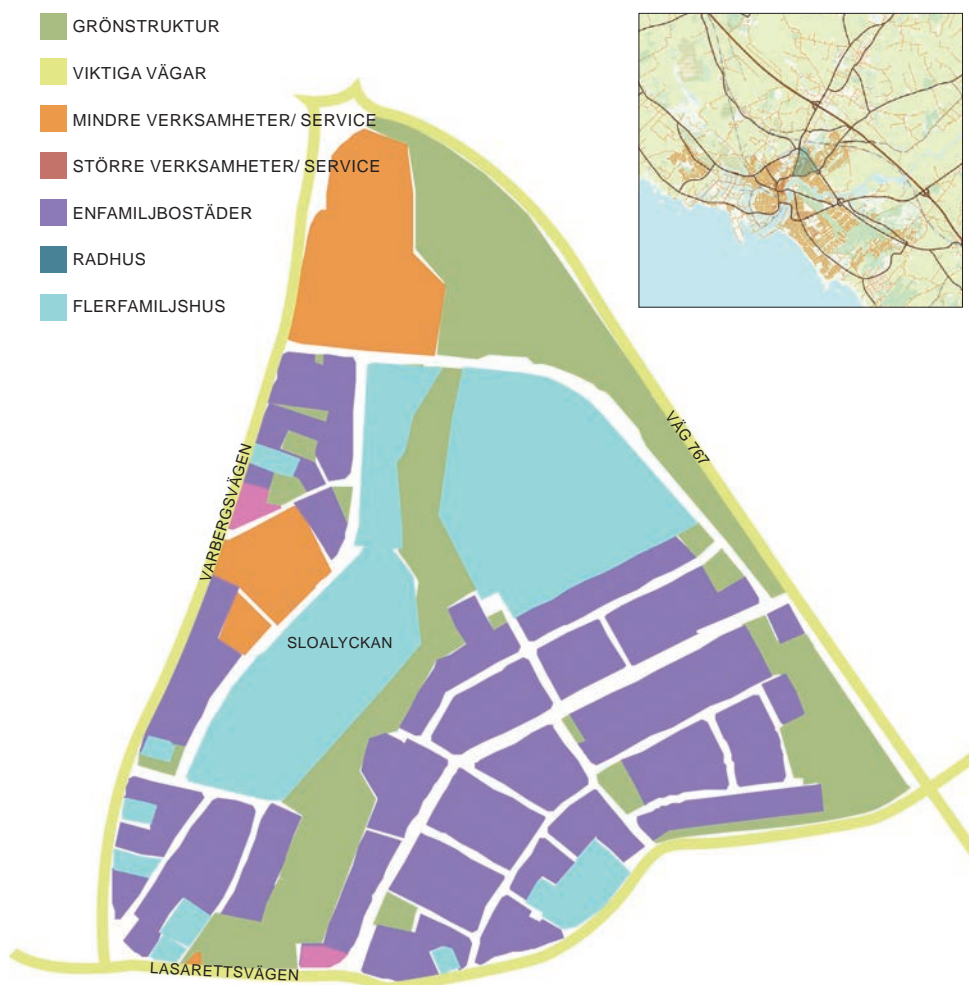 GRÖNSTRUKTUR
VIKTIGA VÄGAR
MINDRE VERKSAMHETER/ SERVICE
STÖRRE VERKSAMHETER/ SERVICE
ENFAMILJBOSTÄDER
RADHUS
FLERFAMILJSHUS
VÄG 767
VARBERGSVÄGEN
SLOALYCKAN
LASARETTSVÄGEN